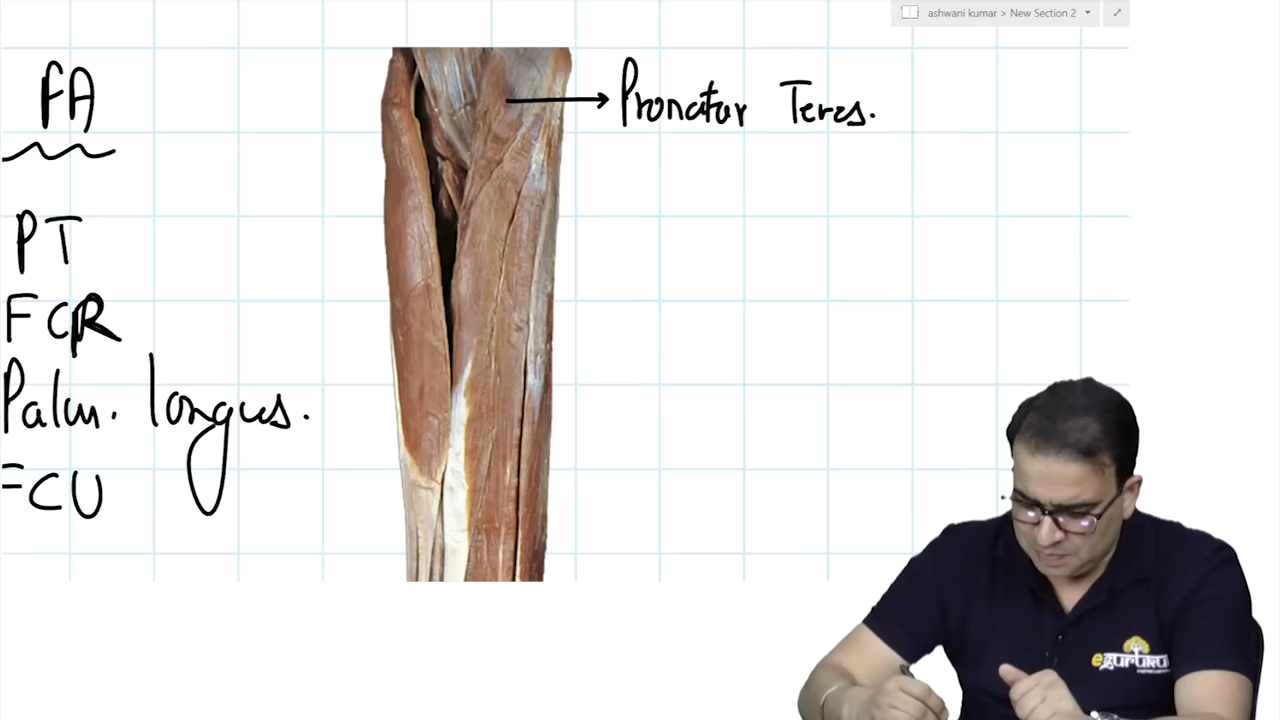 ashwani kumar > New Section 2
FA
Pronator Teres.
PT
FCR
Palm. longus.
FCU
eGurukul